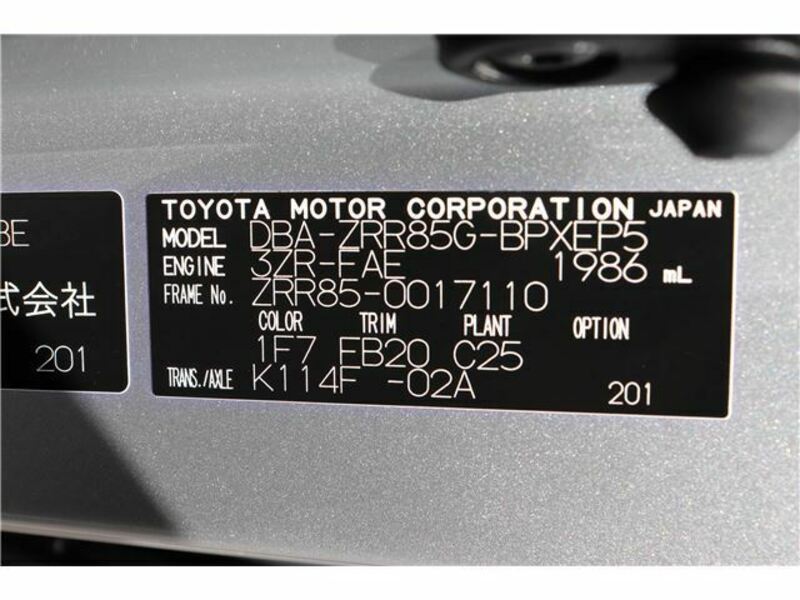 BE
式会社
201
TOYOTA MOTOR CORPORATION JAPAN
MODEL DBA-ZRR85G-BPXEP5
ENGINE 3ZR-FAE 1986 mL
FRAME No. ZRR85-0017110
COLOR TRIM PLANT OPTION
1F7 FB20 C25
TRANS./AXLE K114F -02A
201